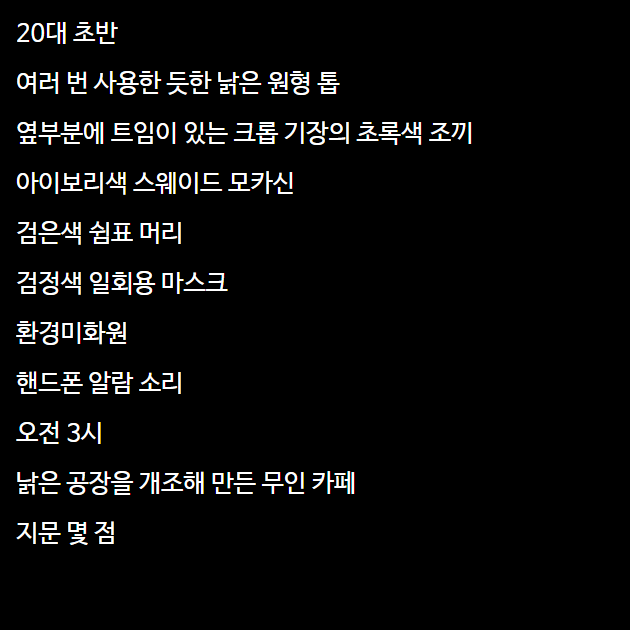 20대 초반
여러 번 사용한 듯한 낡은 원형 톱
옆부분에 트임이 있는 크롭 기장의 초록색 조끼
아이보리색 스웨이드 모카신
검은색 쉼표 머리
검정색 일회용 마스크
환경미화원
핸드폰 알람 소리
오전 3시
낡은 공장을 개조해 만든 무인 카페
지문 몇 점